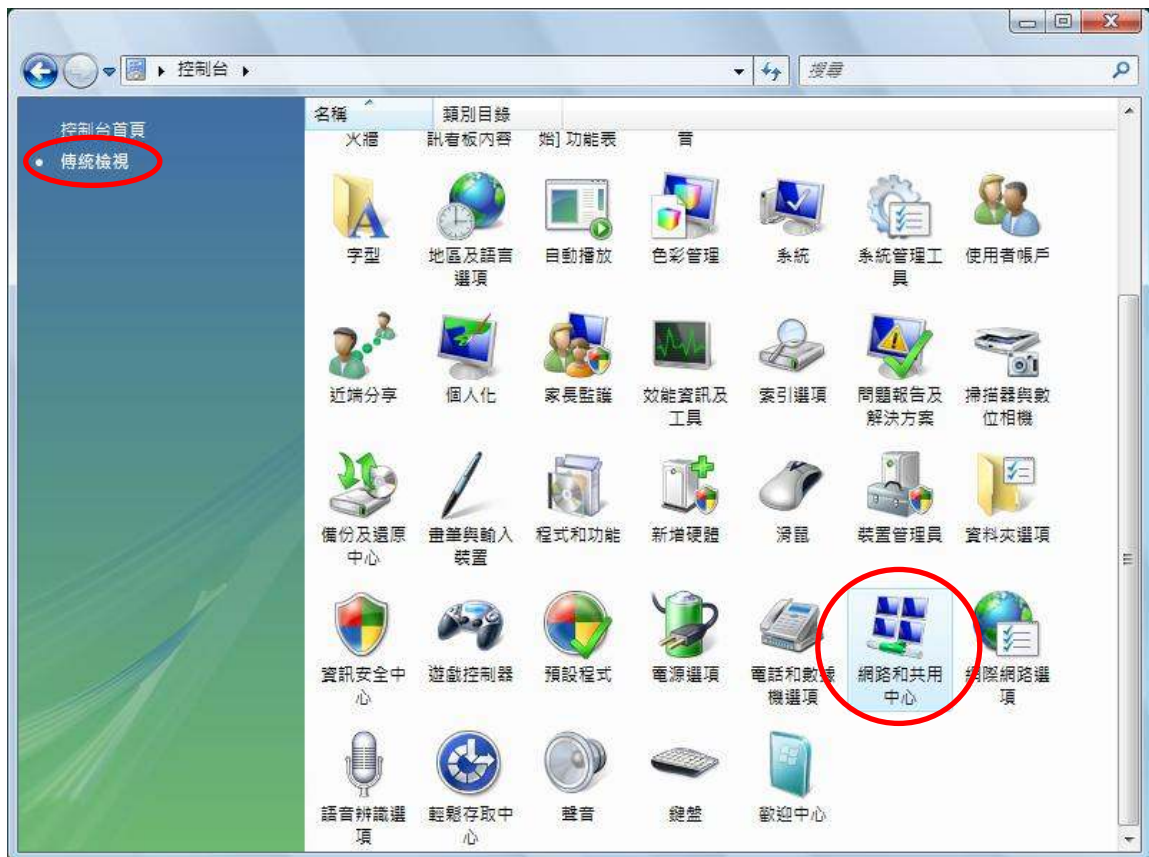 控制台
搜尋
控制台首頁
傳統檢視
名稱 類別目錄
火牆 訊看板內容 始] 功能表 音
字型 地區及語言 自動播放 色彩管理 系統 系統管理工 使用者帳戶
選項 具
近端分享 個人化 家長監護 效能資訊及 索引選項 問題報告及 掃描器與數
工具 解決方案 位相機
備份及還原 畫筆與輸入 程式和功能 新增硬體 滑鼠 裝置管理員 資料夾選項
中心 裝置
資訊安全中 遊戲控制器 預設程式 電源選項 電話和數據 網路和共用 網際網路選
心 機選項 中心 項
語音辨識選 輕鬆存取中 聲音 鍵盤 歡迎中心
項 心